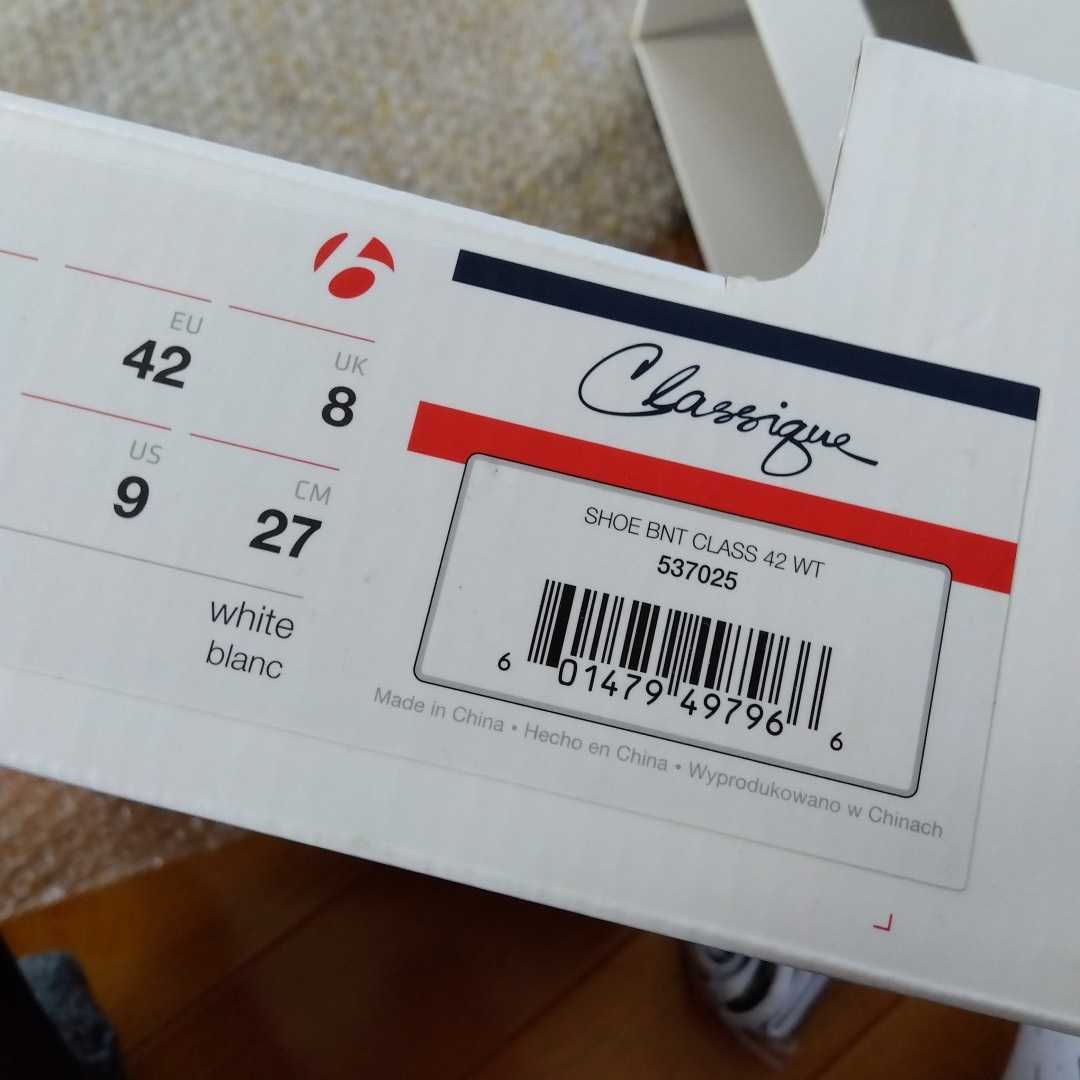 EU
42
UK
8
US
9
CM
27
white
blanc
Classique
SHOE BNT CLASS 42 WT
537025
6 01479 49796 6
Made in China • Hecho en China • Wyprodukowano w Chinach